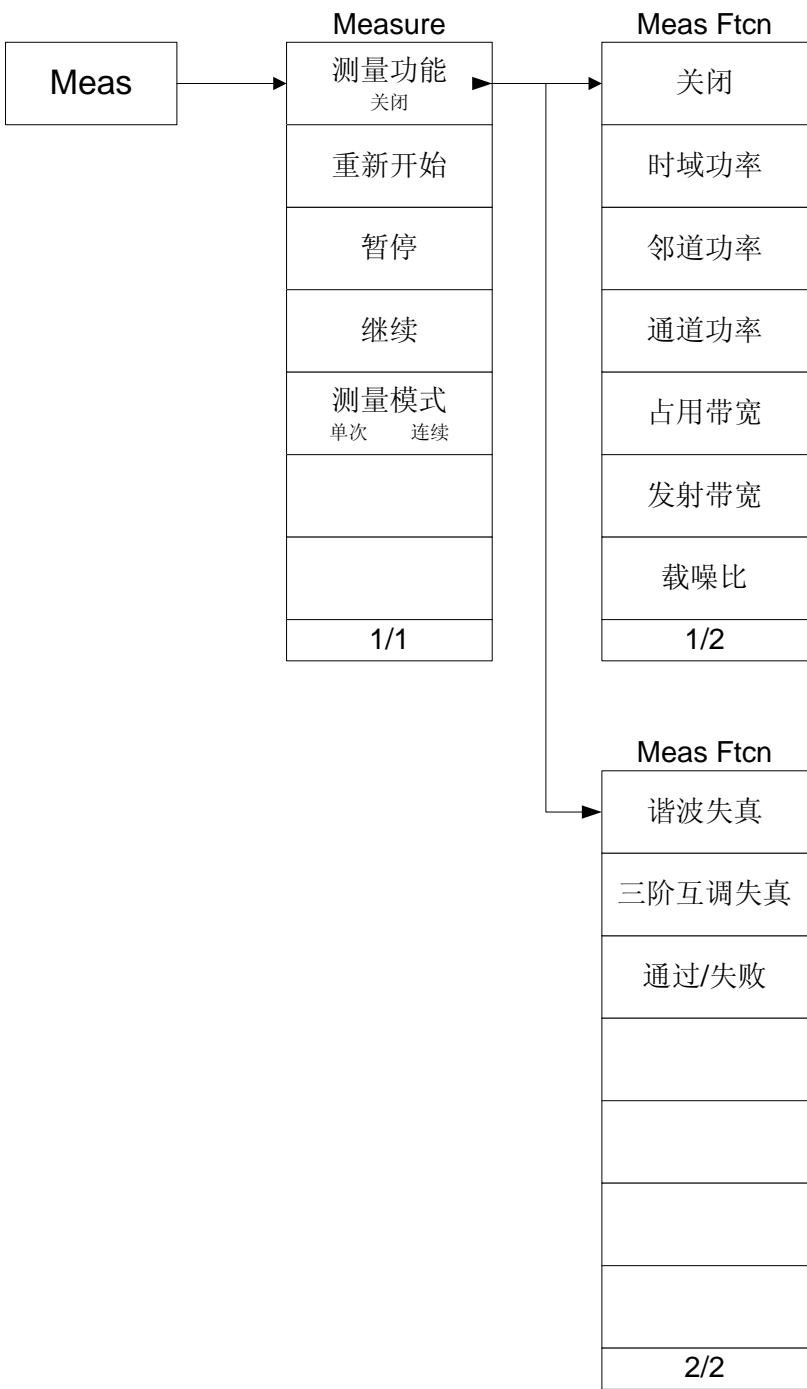 Meas
Measure
测量功能
关闭
重新开始
暂停
继续
测量模式
单次 连续
1/1
Meas Ftcn
关闭
时域功率
邻道功率
通道功率
占用带宽
发射带宽
载噪比
1/2
Meas Ftcn
谐波失真
三阶互调失真
通过/失败
2/2